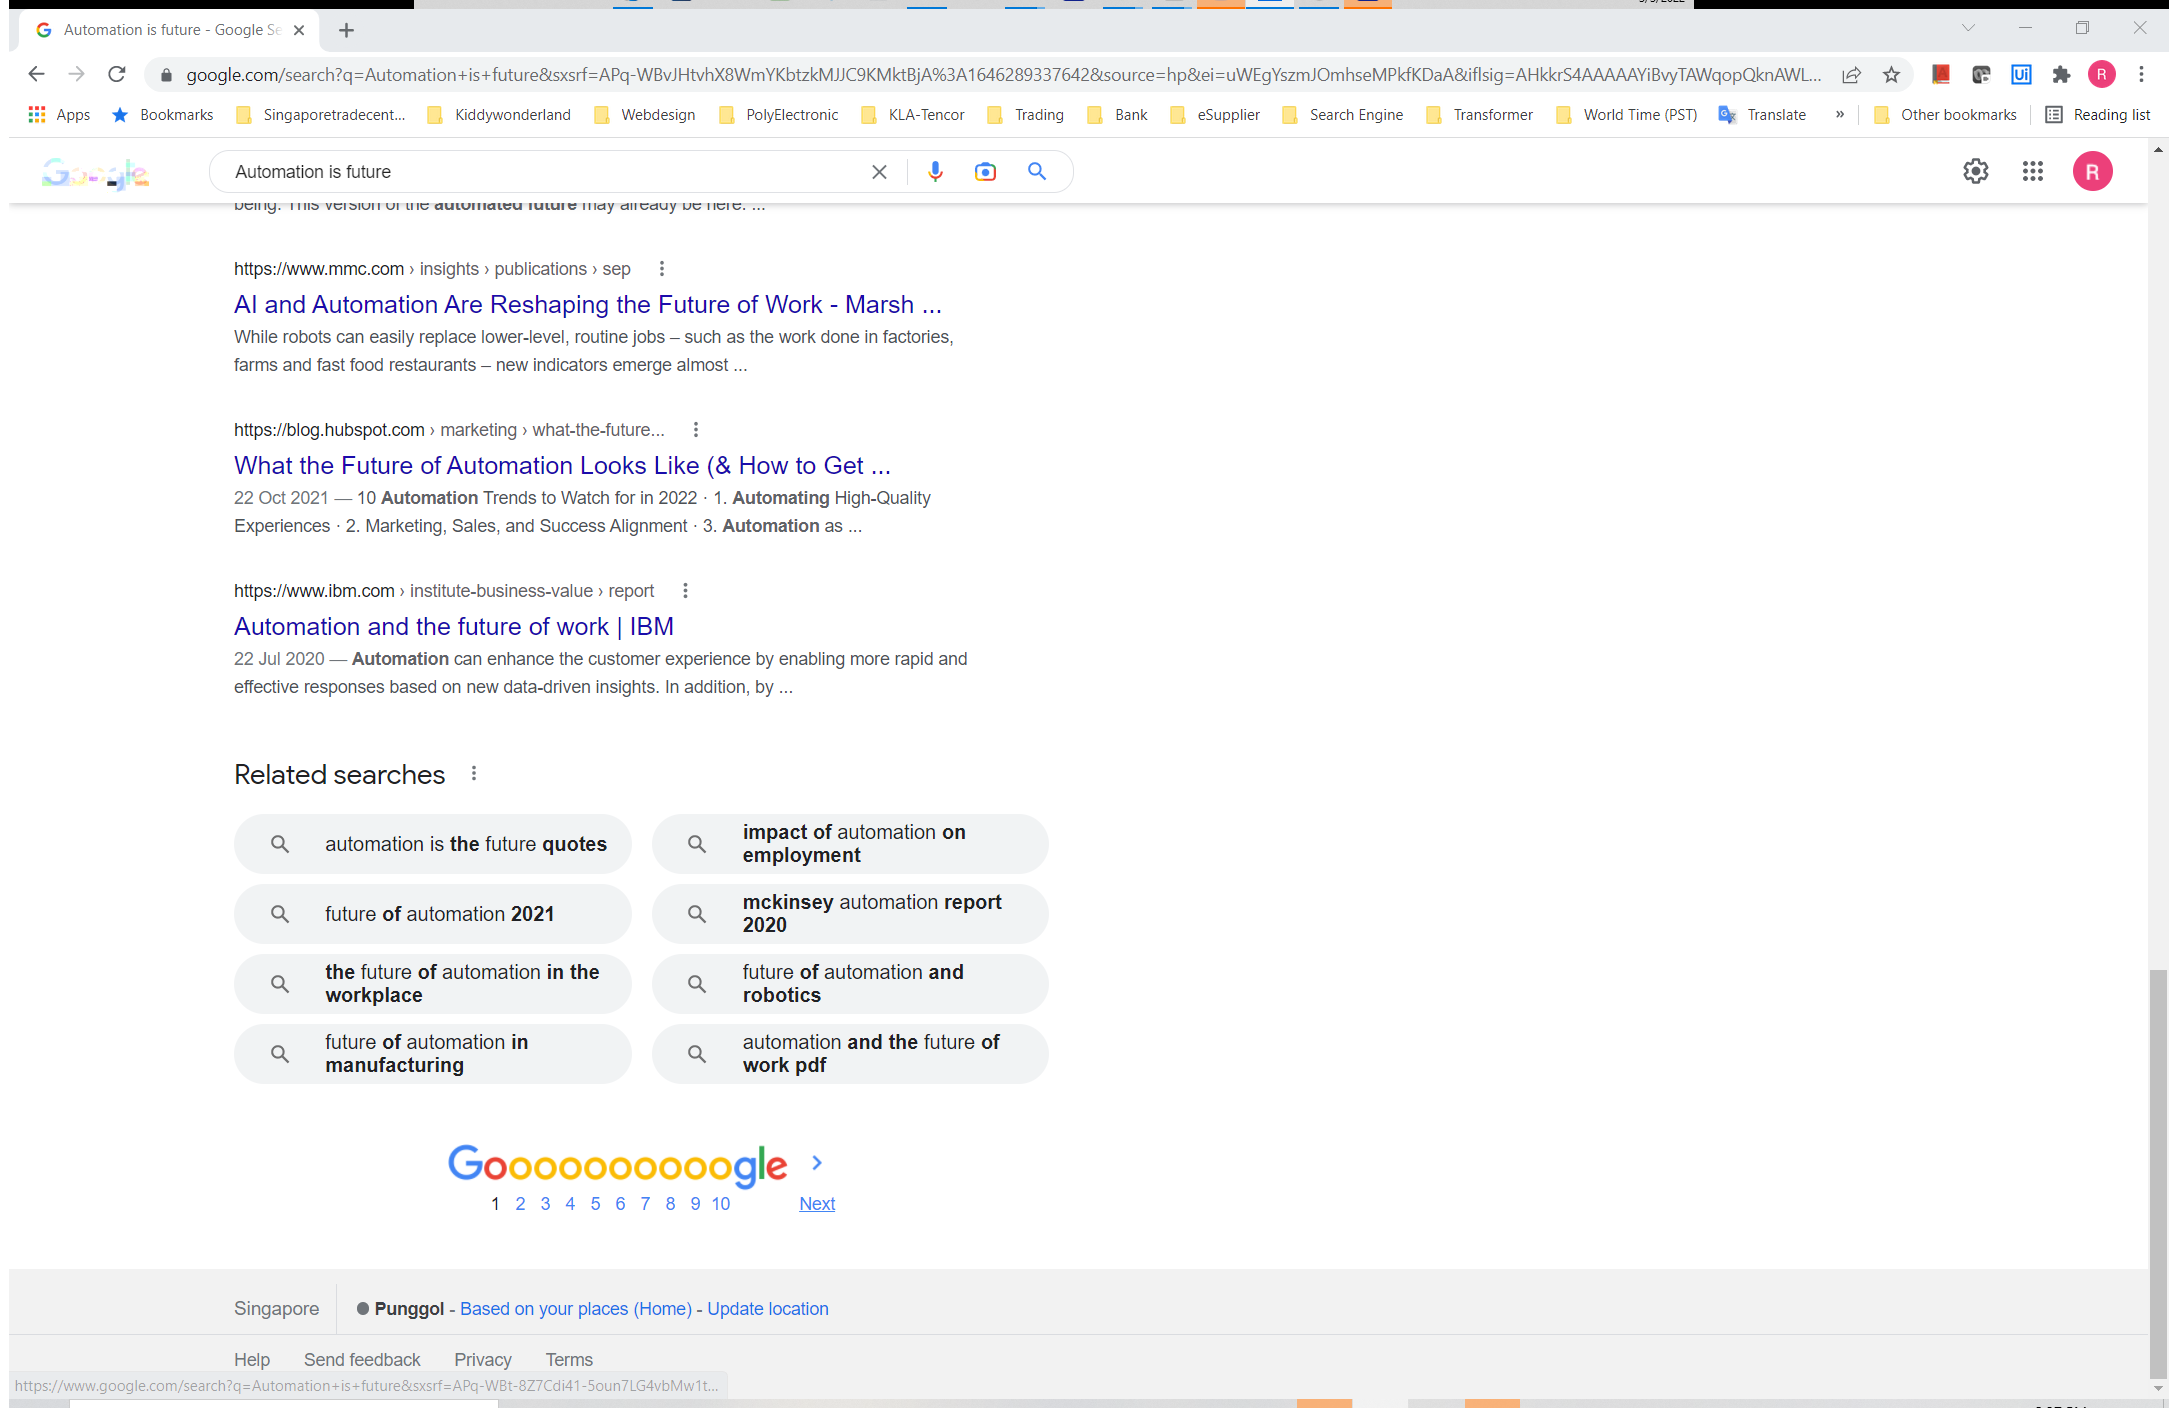 Automation is future - Google Se
google.com/search?q=Automation+is+future&sxsrf=APq-WBvJHtvhX8WmYKbtzkMJJC9KMktBjA%3A1646289337642&source=hp&ei=uWEgYszmJOmhseMPkfKDaA&iflsig=AHkkrS4AAAAAYiBvyTAWqopQknAWL...
R
Apps Bookmarks Singaporetradecent... Kiddywonderland Webdesign PolyElectronic KLA-Tencor Trading Bank eSupplier Search Engine Transformer World Time (PST) Translate » Other bookmarks Reading list
Google Automation is future R
being. This version of the automated future may already be here. ...
https://www.mmc.com › insights › publications › sep
AI and Automation Are Reshaping the Future of Work - Marsh ...
While robots can easily replace lower-level, routine jobs – such as the work done in factories,
farms and fast food restaurants – new indicators emerge almost ...
https://blog.hubspot.com › marketing › what-the-future...
What the Future of Automation Looks Like (& How to Get ...
22 Oct 2021 — 10 Automation Trends to Watch for in 2022 · 1. Automating High-Quality
Experiences · 2. Marketing, Sales, and Success Alignment · 3. Automation as ...
https://www.ibm.com › institute-business-value › report
Automation and the future of work | IBM
22 Jul 2020 — Automation can enhance the customer experience by enabling more rapid and
effective responses based on new data-driven insights. In addition, by ...
Related searches
automation is the future quotes
impact of automation on
employment
future of automation 2021
mckinsey automation report
2020
the future of automation in the
workplace
future of automation and
robotics
future of automation in
manufacturing
automation and the future of
work pdf
Goooooooooogle >
1 2 3 4 5 6 7 8 9 10 Next
Singapore Punggol - Based on your places (Home) - Update location
Help Send feedback Privacy Terms
https://www.google.com/search?q=Automation+is+future&sxsrf=APq-WBt-8Z7Cdi41-5oun7LG4vbMw1t...